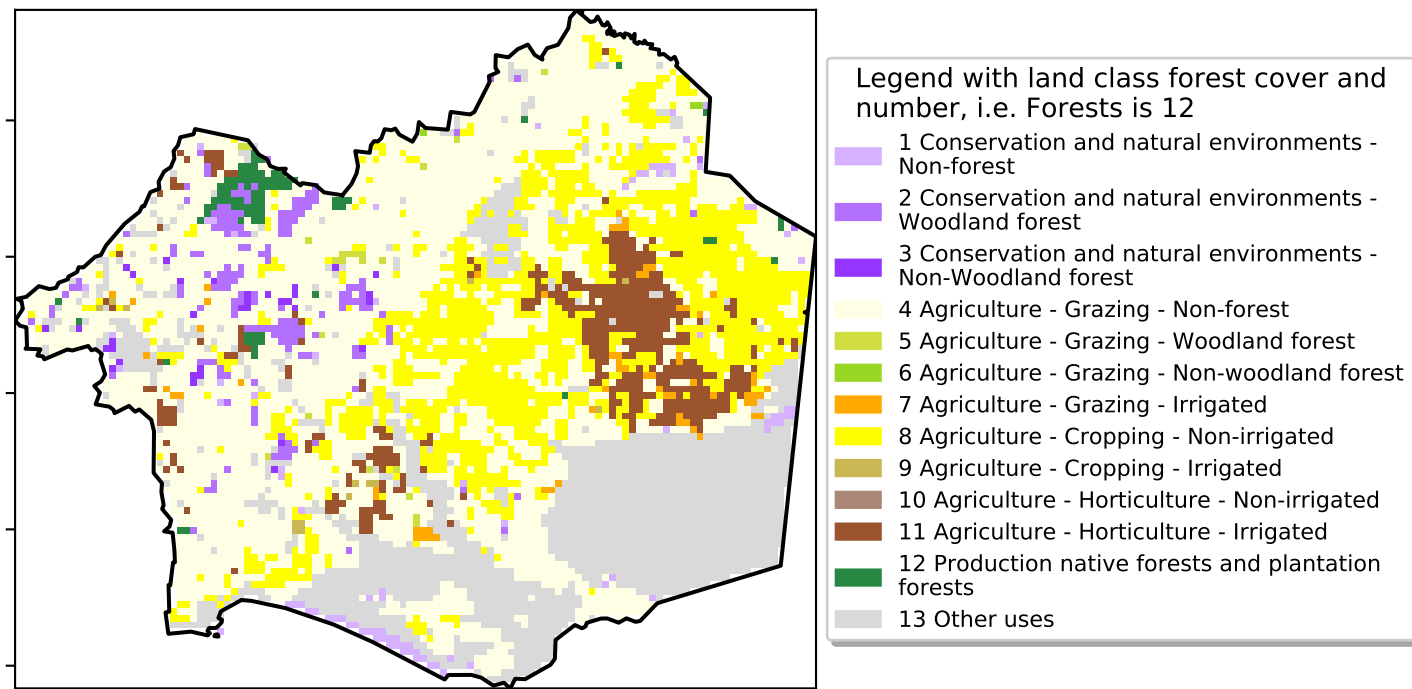 Legend with land class forest cover and
number, i.e. Forests is 12
1 Conservation and natural environments -
Non-forest
2 Conservation and natural environments -
Woodland forest
3 Conservation and natural environments -
Non-Woodland forest
4 Agriculture - Grazing - Non-forest
5 Agriculture - Grazing - Woodland forest
6 Agriculture - Grazing - Non-woodland forest
7 Agriculture - Grazing - Irrigated
8 Agriculture - Cropping - Non-irrigated
9 Agriculture - Cropping - Irrigated
10 Agriculture - Horticulture - Non-irrigated
11 Agriculture - Horticulture - Irrigated
12 Production native forests and plantation
forests
13 Other uses